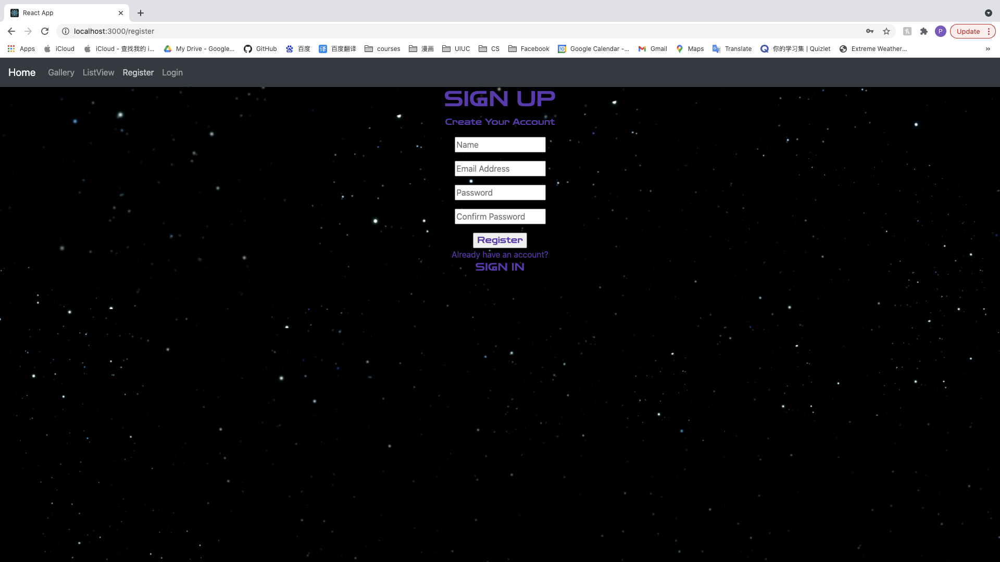 React App
localhost:3000/register
Update
Apps
iCloud
iCloud - 查找我的 i...
My Drive - Google...
GitHub
百度
译 百度翻译
courses
漫画
UIUC
CS
Facebook
10 Google Calendar -...
Gmail
Maps
Translate
你的学习集 | Quizlet
Extreme Weather...
P
Home Gallery ListView Register Login
SIGN UP
Create Your Account
Name
Email Address
Password
Confirm Password
Register
Already have an account?
SIGN IN